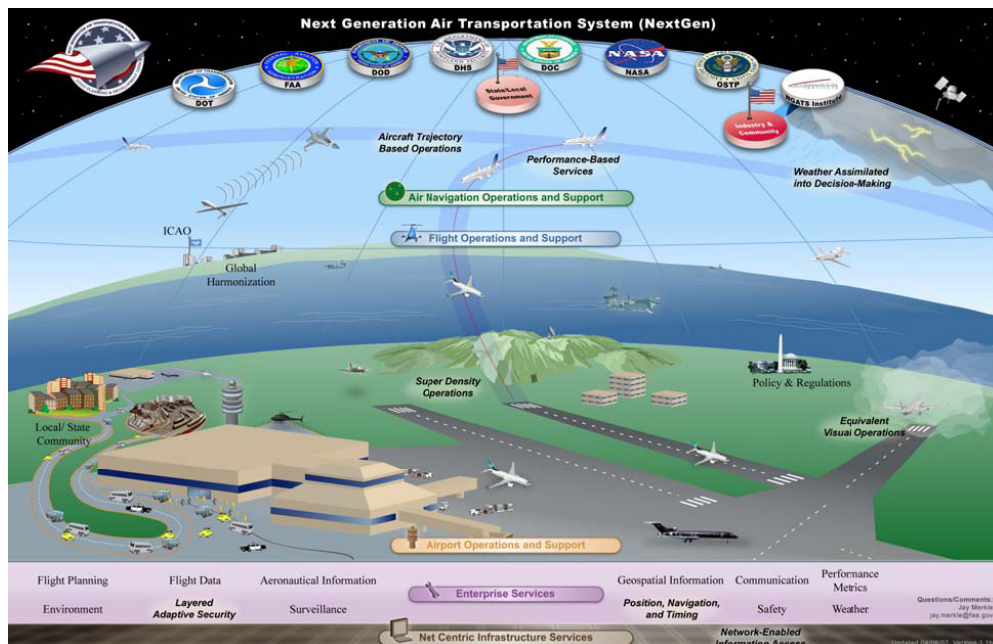 Next Generation Air Transportation System (NextGen)
DOT
FAA
DOD
DHS
DOC
NASA
OSTP
NGATS Institute
State/Local
Government
Industry &
Community
Aircraft Trajectory
Based Operations
Performance-Based
Services
Weather Assimilated
into Decision-Making
Air Navigation Operations and Support
Flight Operations and Support
ICAO
Global
Harmonization
Super Density
Operations
Policy & Regulations
Equivalent
Visual Operations
Local/ State
Community
Airport Operations and Support
Flight Planning
Flight Data
Aeronautical Information
Enterprise Services
Geospatial Information
Communication
Performance
Metrics
Environment
Layered
Adaptive Security
Surveillance
Position, Navigation,
and Timing
Safety
Weather
Questions/Comments:
Jay Merkle
jay.merkle@faa.gov
Net Centric Infrastructure Services
Network-Enabled
Information Access